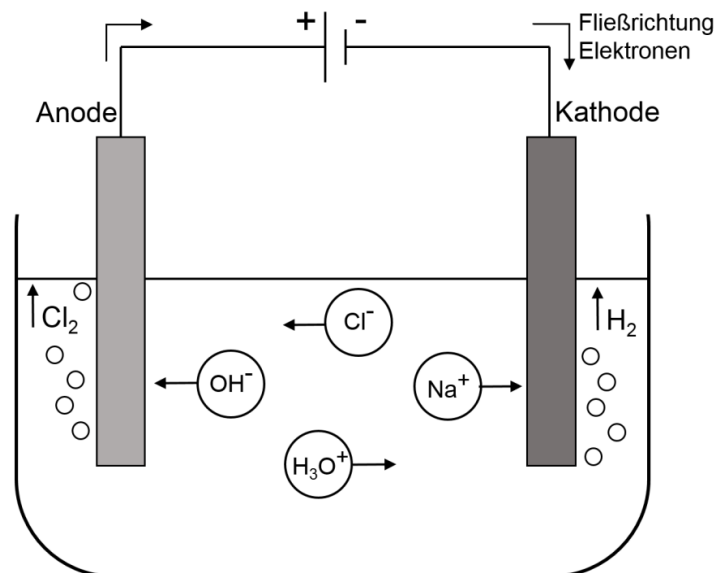 + -
Fließrichtung
Elektronen
Anode
Kathode
Cl₂
Cl⁻
H₂
OH⁻
Na⁺
H₃O⁺